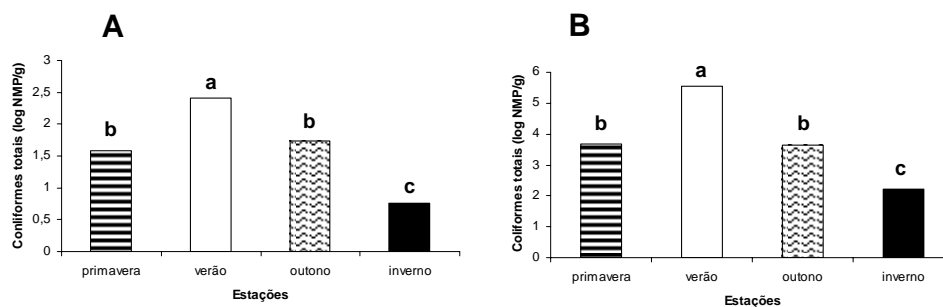 A
Conliformes totais (log NMP/g)
3
2,5
2
1,5
1
0,5
0
b
a
b
c
primavera verão outono inverno
Estações
B
Coliformes totais (log NMP/g)
6
5
4
3
2
1
0
b
a
b
c
primavera verão outono inverno
Estações